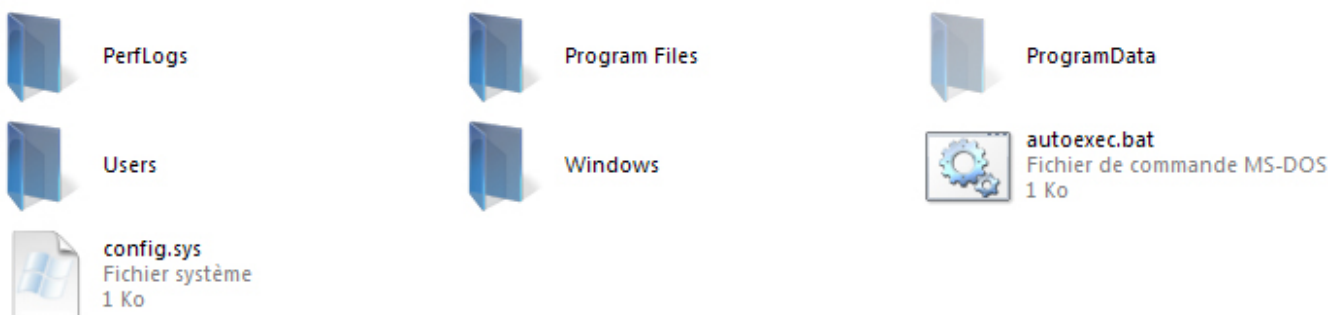 PerfLogs
Program Files
ProgramData
Users
Windows
autoexec.bat
Fichier de commande MS-DOS
1 Ko
config.sys
Fichier système
1 Ko